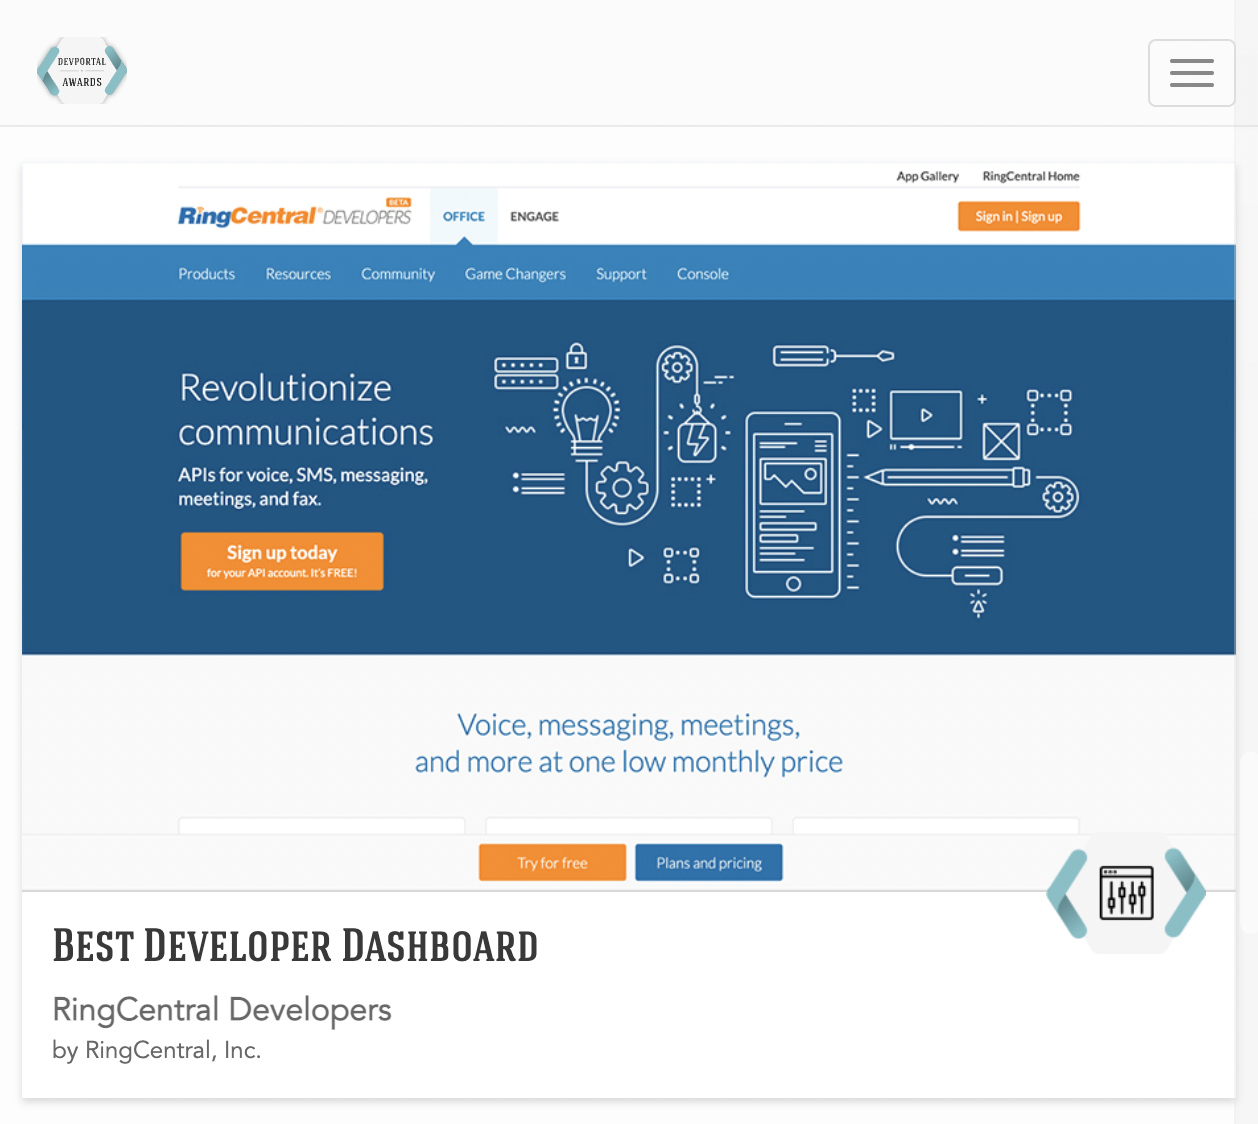 DEVPORTAL
AWARDS
App Gallery RingCentral Home
RingCentral® DEVELOPERS BETA OFFICE ENGAGE Sign in | Sign up
Products Resources Community Game Changers Support Console
Revolutionize
communications
APIs for voice, SMS, messaging,
meetings, and fax.
Sign up today
for your API account. It's FREE!
Voice, messaging, meetings,
and more at one low monthly price
Try for free Plans and pricing
BEST DEVELOPER DASHBOARD
RingCentral Developers
by RingCentral, Inc.